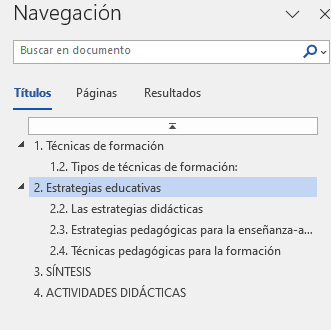 Navegación
Buscar en documento
Títulos Páginas Resultados
1. Técnicas de formación
1.2. Tipos de técnicas de formación:
2. Estrategias educativas
2.2. Las estrategias didácticas
2.3. Estrategias pedagógicas para la enseñanza-a...
2.4. Técnicas pedagógicas para la formación
3. SÍNTESIS
4. ACTIVIDADES DIDÁCTICAS